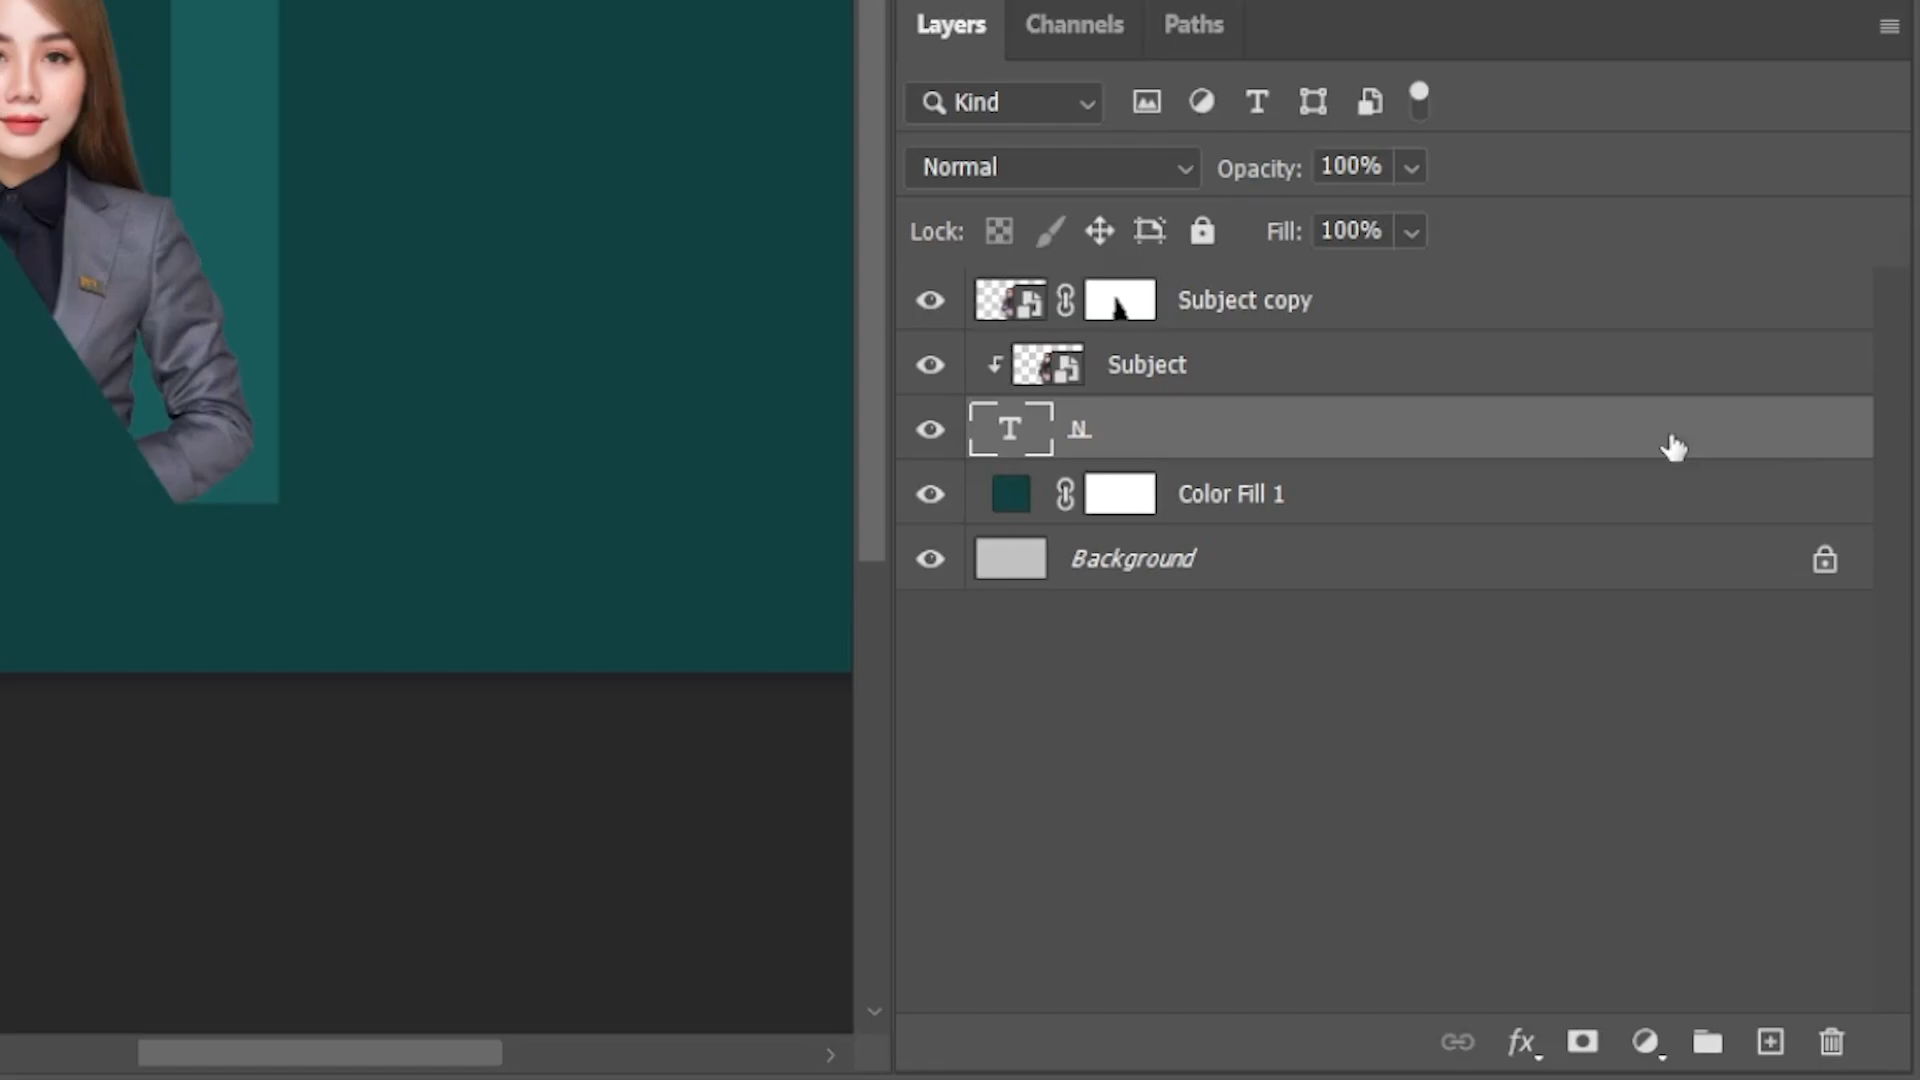 Layers Channels Paths
Kind
Normal Opacity: 100%
Lock: Fill: 100%
Subject copy
Subject
N
Color Fill 1
Background
fx